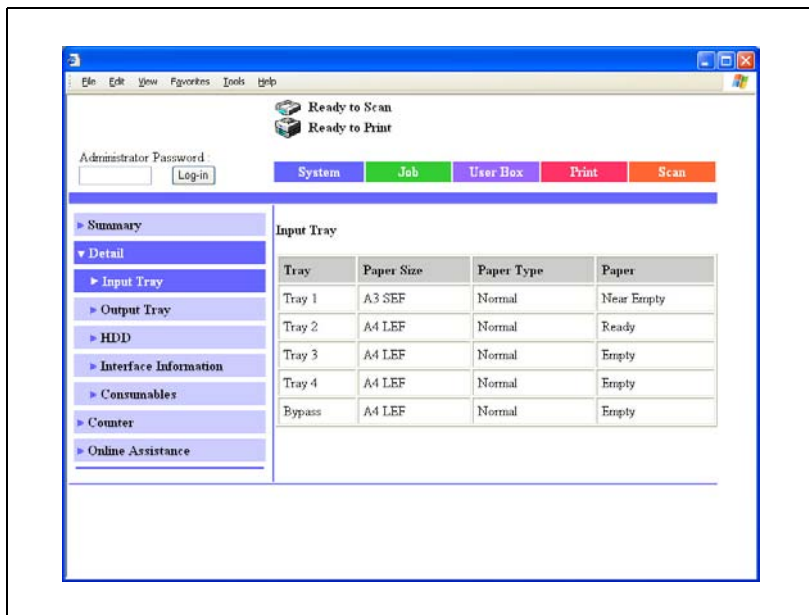 File Edit View Favorites Tools Help
Ready to Scan
Ready to Print
Administrator Password :
Log-in
System Job User Box Print Scan
Summary
Detail
Input Tray
Output Tray
HDD
Interface Information
Consumables
Counter
Online Assistance
Input Tray
Tray Paper Size Paper Type Paper
Tray 1 A3 SEF Normal Near Empty
Tray 2 A4 LEF Normal Ready
Tray 3 A4 LEF Normal Empty
Tray 4 A4 LEF Normal Empty
Bypass A4 LEF Normal Empty